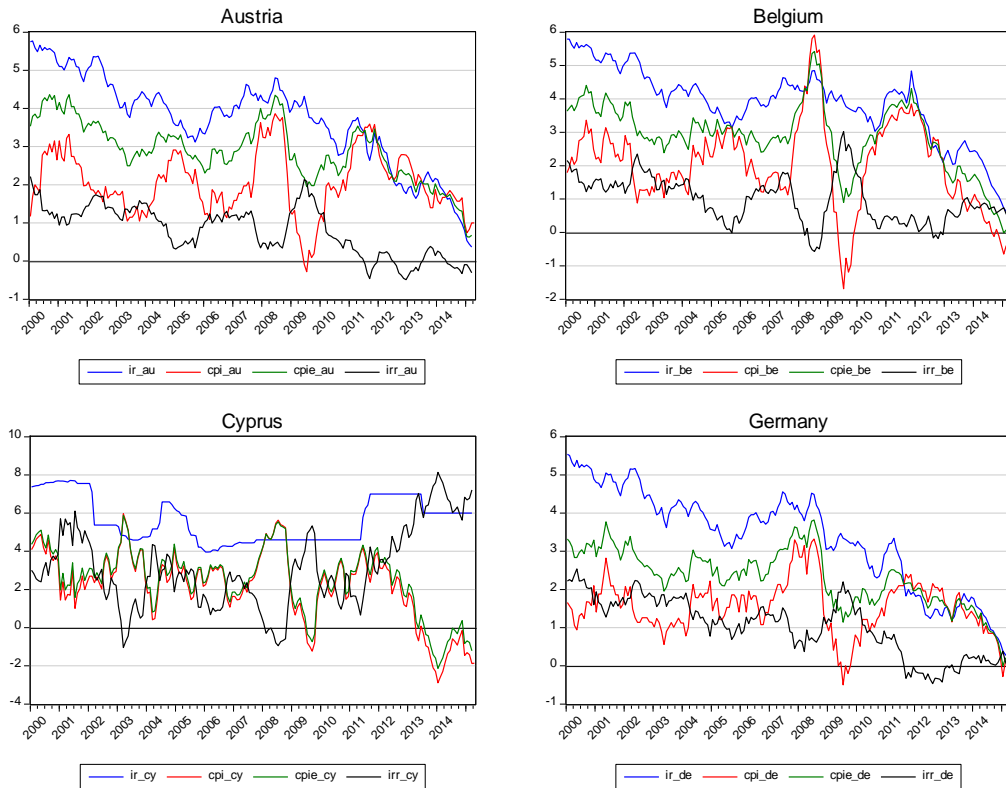 Austria
6
5
4
3
2
1
0
-1
2000 2001 2002 2003 2004 2005 2006 2007 2008 2009 2010 2011 2012 2013 2014
ir_au cpi_au cpie_au irr_au
Belgium
6
5
4
3
2
1
0
-1
-2
2000 2001 2002 2003 2004 2005 2006 2007 2008 2009 2010 2011 2012 2013 2014
ir_be cpi_be cpie_be irr_be
Cyprus
10
8
6
4
2
0
-2
-4
2000 2001 2002 2003 2004 2005 2006 2007 2008 2009 2010 2011 2012 2013 2014
ir_cy cpi_cy cpie_cy irr_cy
Germany
6
5
4
3
2
1
0
-1
2000 2001 2002 2003 2004 2005 2006 2007 2008 2009 2010 2011 2012 2013 2014
ir_de cpi_de cpie_de irr_de